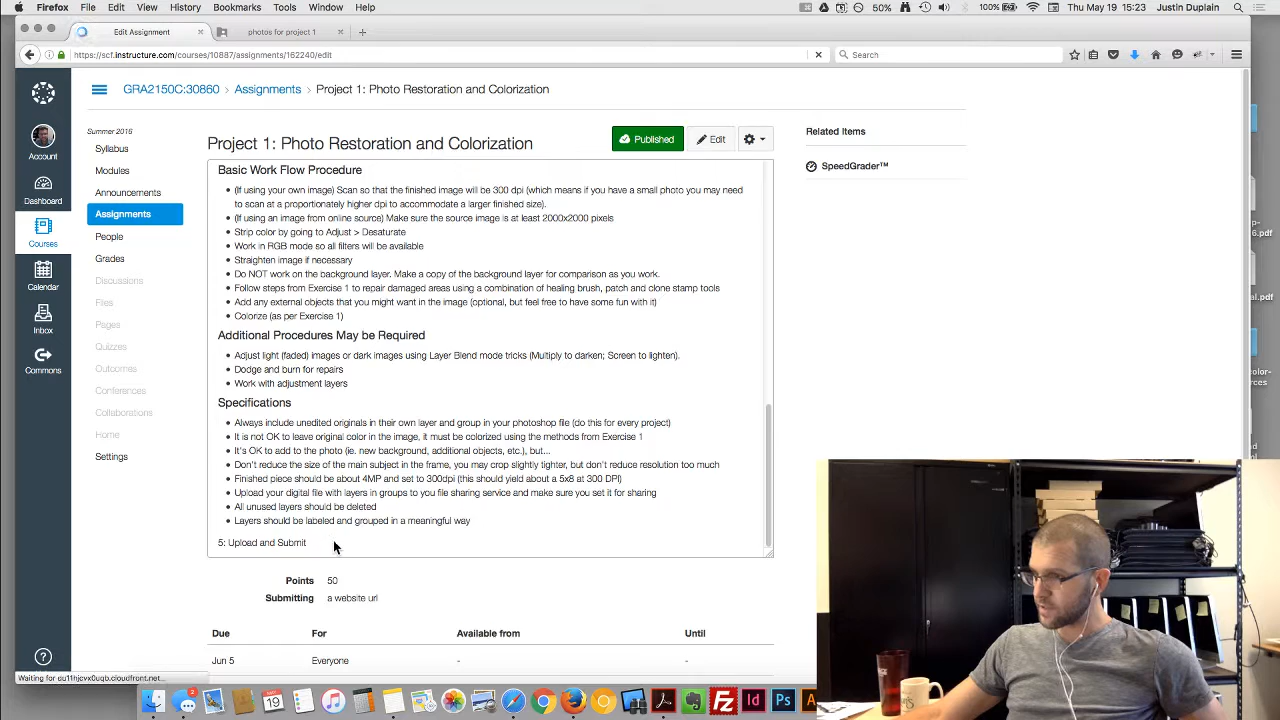 Firefox File Edit View History Bookmarks Tools Window Help 50% 100% Thu May 19 15:23 Justin Duplain
Edit Assignment photos for project 1
https://scf.instructure.com/courses/10887/assignments/162240/edit Search
GRA2150C:30860 › Assignments › Project 1: Photo Restoration and Colorization
Account
Dashboard
Courses
Calendar
Inbox
Commons
Summer 2016
Syllabus
Modules
Announcements
Assignments
People
Grades
Discussions
Files
Pages
Quizzes
Outcomes
Conferences
Collaborations
Home
Settings
Project 1: Photo Restoration and Colorization
Published Edit
Related Items
SpeedGrader™
Basic Work Flow Procedure
(If using your own image) Scan so that the finished image will be 300 dpi (which means if you have a small photo you may need
to scan at a proportionately higher dpi to accommodate a larger finished size).
(If using an image from online source) Make sure the source image is at least 2000x2000 pixels
Strip color by going to Adjust > Desaturate
Work in RGB mode so all filters will be available
Straighten image if necessary
Do NOT work on the background layer. Make a copy of the background layer for comparison as you work.
Follow steps from Exercise 1 to repair damaged areas using a combination of healing brush, patch and clone stamp tools
Add any external objects that you might want in the image (optional, but feel free to have some fun with it)
Colorize (as per Exercise 1)
Additional Procedures May be Required
Adjust light (faded) images or dark images using Layer Blend mode tricks (Multiply to darken; Screen to lighten).
Dodge and burn for repairs
Work with adjustment layers
Specifications
Always include unedited originals in their own layer and group in your photoshop file (do this for every project)
It is not OK to leave original color in the image, it must be colorized using the methods from Exercise 1
It's OK to add to the photo (ie. new background, additional objects, etc.), but...
Don't reduce the size of the main subject in the frame, you may crop slightly tighter, but don't reduce resolution too much
Finished piece should be about 4MP and set to 300dpi (this should yield about a 5x8 at 300 DPI)
Upload your digital file with layers in groups to you file sharing service and make sure you set it for sharing
All unused layers should be deleted
Layers should be labeled and grouped in a meaningful way
5: Upload and Submit
Points 50
Submitting a website url
Due For Available from Until
Jun 5 Everyone - -
Waiting for eu1fhjcvx0uqb.cloudfront.net...
6.pdf
al.pdf
color-
rces
2
19
Fz Id Ps A